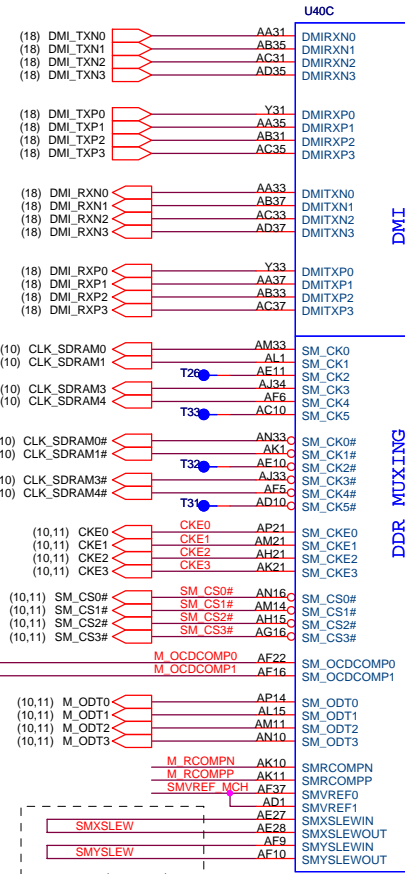 U40C
(18) DMI_TXN0 AA31 DMIRXN0
(18) DMI_TXN1 AB35 DMIRXN1
(18) DMI_TXN2 AC31 DMIRXN2
(18) DMI_TXN3 AD35 DMIRXN3
(18) DMI_TXP0 Y31 DMIRXP0
(18) DMI_TXP1 AA35 DMIRXP1
(18) DMI_TXP2 AB31 DMIRXP2
(18) DMI_TXP3 AC35 DMIRXP3
(18) DMI_RXN0 AA33 DMITXN0
(18) DMI_RXN1 AB37 DMITXN1
(18) DMI_RXN2 AC33 DMITXN2
(18) DMI_RXN3 AD37 DMITXN3
DMI
(18) DMI_RXP0 Y33 DMITXP0
(18) DMI_RXP1 AA37 DMITXP1
(18) DMI_RXP2 AB33 DMITXP2
(18) DMI_RXP3 AC37 DMITXP3
(10) CLK_SDRAM0 AM33 SM_CK0
(10) CLK_SDRAM1 AL1 SM_CK1
T26 AE11 SM_CK2
(10) CLK_SDRAM3 AJ34 SM_CK3
(10) CLK_SDRAM4 AF6 SM_CK4
T33 AC10 SM_CK5
10) CLK_SDRAM0# AN33 SM_CK0#
10) CLK_SDRAM1# AK1 SM_CK1#
T32 AE10 SM_CK2#
10) CLK_SDRAM3# AJ33 SM_CK3#
10) CLK_SDRAM4# AF5 SM_CK4#
T31 AD10 SM_CK5#
DDR MUXING
(10,11) CKE0 CKE0 AP21 SM_CKE0
(10,11) CKE1 CKE1 AM21 SM_CKE1
(10,11) CKE2 CKE2 AH21 SM_CKE2
(10,11) CKE3 CKE3 AK21 SM_CKE3
(10,11) SM_CS0# SM_CS0# AN16 SM_CS0#
(10,11) SM_CS1# SM_CS1# AM14 SM_CS1#
(10,11) SM_CS2# SM_CS2# AH15 SM_CS2#
(10,11) SM_CS3# SM_CS3# AG16 SM_CS3#
M_OCDCOMP0 AF22 SM_OCDCOMP0
M_OCDCOMP1 AF16 SM_OCDCOMP1
(10,11) M_ODT0 AP14 SM_ODT0
(10,11) M_ODT1 AL15 SM_ODT1
(10,11) M_ODT2 AM11 SM_ODT2
(10,11) M_ODT3 AN10 SM_ODT3
M_RCOMPN AK10 SMRCOMPN
M_RCOMPP AK11 SMRCOMPP
SMVREF_MCH AF37 SMVREF0
AD1 SMVREF1
AE27 SMXSLEWIN
SMXSLEW AE28 SMXSLEWOUT
AF9 SMYSLEWIN
SMYSLEW AF10 SMYSLEWOUT